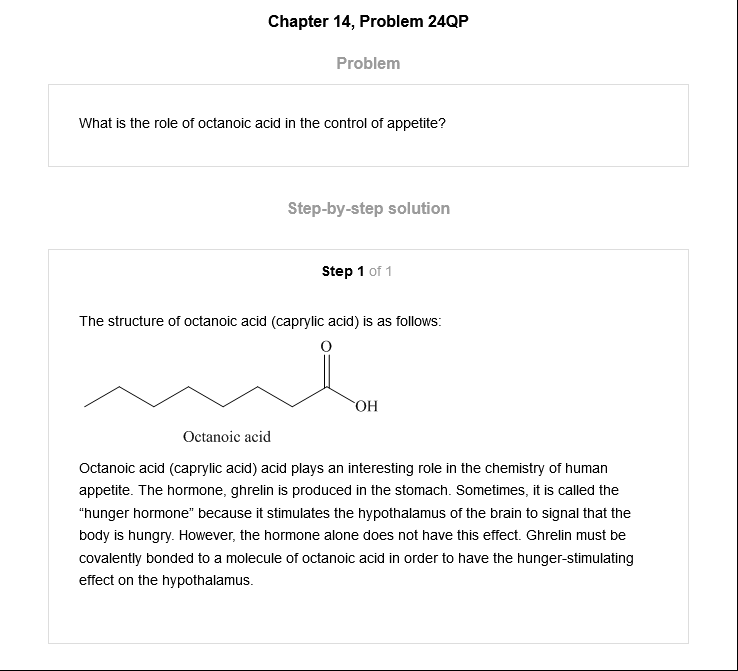 Chapter 14, Problem 24QP
Problem
What is the role of octanoic acid in the control of appetite?
Step-by-step solution
Step 1 of 1
The structure of octanoic acid (caprylic acid) is as follows:
O
OH
Octanoic acid
Octanoic acid (caprylic acid) acid plays an interesting role in the chemistry of human
appetite. The hormone, ghrelin is produced in the stomach. Sometimes, it is called the
“hunger hormone” because it stimulates the hypothalamus of the brain to signal that the
body is hungry. However, the hormone alone does not have this effect. Ghrelin must be
covalently bonded to a molecule of octanoic acid in order to have the hunger-stimulating
effect on the hypothalamus.